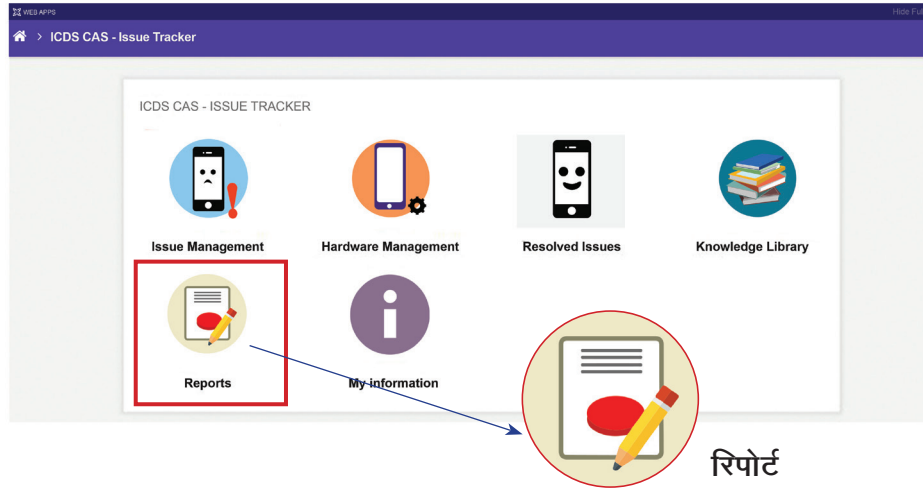 WEB APPS
Hide Ful
> ICDS CAS - Issue Tracker
ICDS CAS - ISSUE TRACKER
Issue Management Hardware Management Resolved Issues Knowledge Library
Reports My information
रिपोर्ट